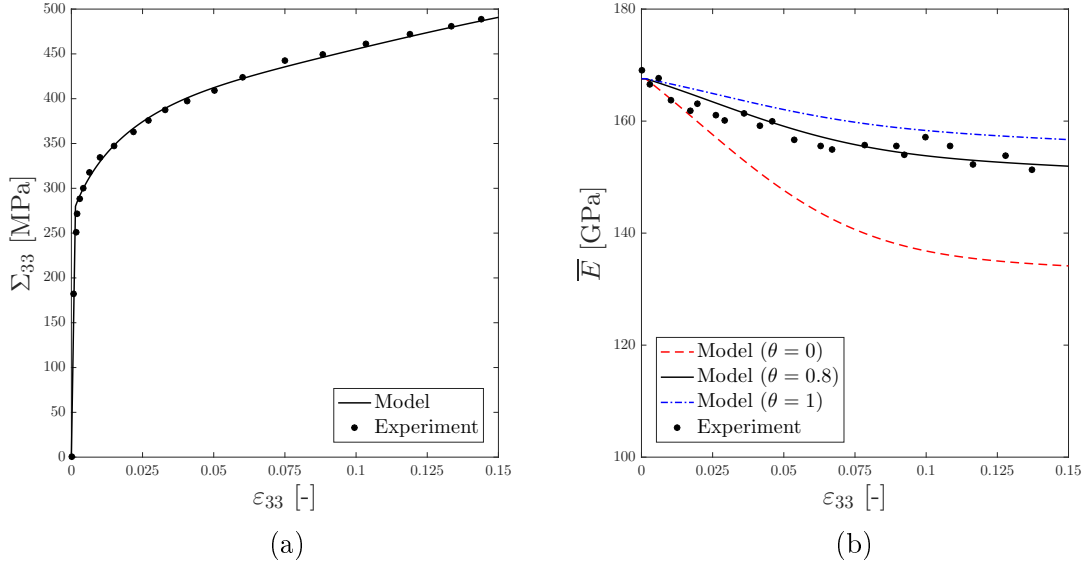 500
450
400
350
300
250
200
150
100
50
0
Σ₃₃ [MPa]
Model
Experiment
0 0.025 0.05 0.075 0.1 0.125 0.15
ε₃₃ [-]
(a)
180
160
140
120
100
E̅ [GPa]
Model (θ = 0)
Model (θ = 0.8)
Model (θ = 1)
Experiment
0 0.025 0.05 0.075 0.1 0.125 0.15
ε₃₃ [-]
(b)